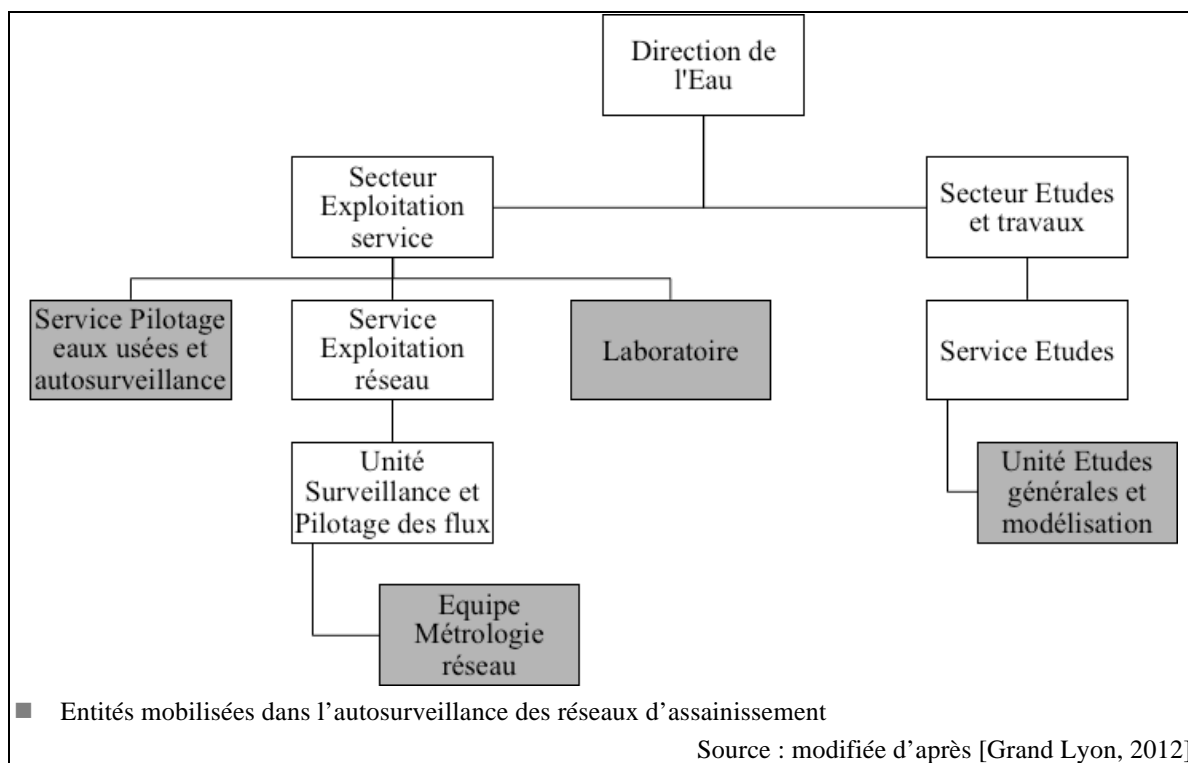 Direction de
l'Eau
Secteur
Exploitation
service
Secteur Etudes
et travaux
Service Pilotage
eaux usées et
autosurveillance
Service
Exploitation
réseau
Laboratoire
Service Etudes
Unité
Surveillance et
Pilotage des flux
Unité Etudes
générales et
modélisation
Equipe
Métrologie
réseau
Entités mobilisées dans l’autosurveillance des réseaux d’assainissement
Source : modifiée d’après [Grand Lyon, 2012]